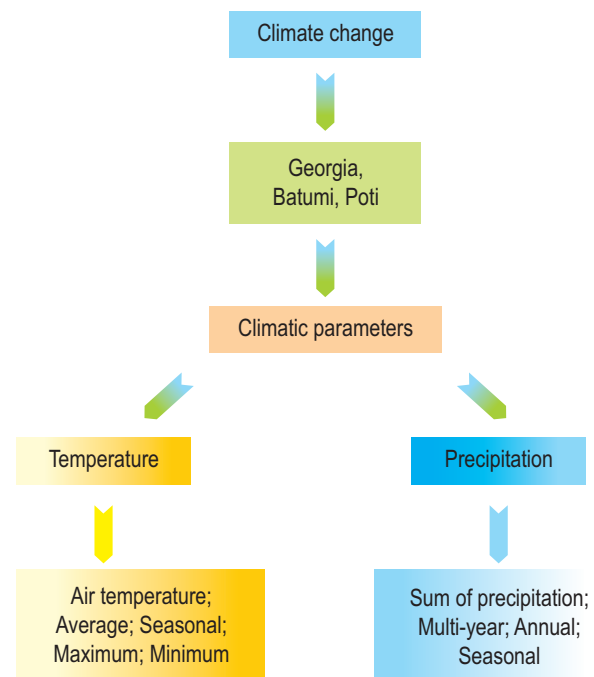 Climate change
Georgia,
Batumi, Poti
Climatic parameters
Temperature
Precipitation
Air temperature;
Average; Seasonal;
Maximum; Minimum
Sum of precipitation;
Multi-year; Annual;
Seasonal